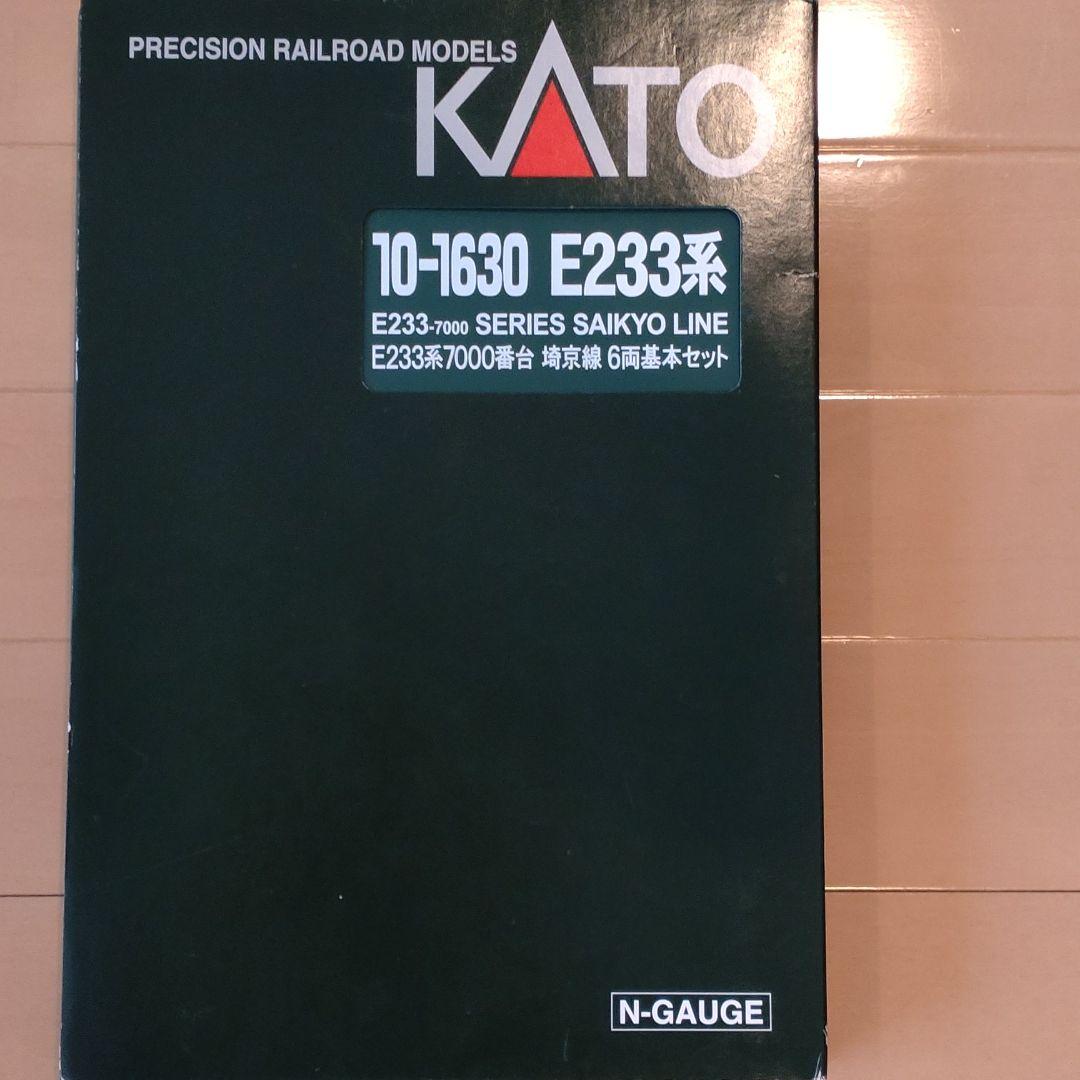 PRECISION RAILROAD MODELS
KATO
10-1630 E233系
E233-7000 SERIES SAIKYO LINE
E233系7000番台 埼京線 6両基本セット
N-GAUGE